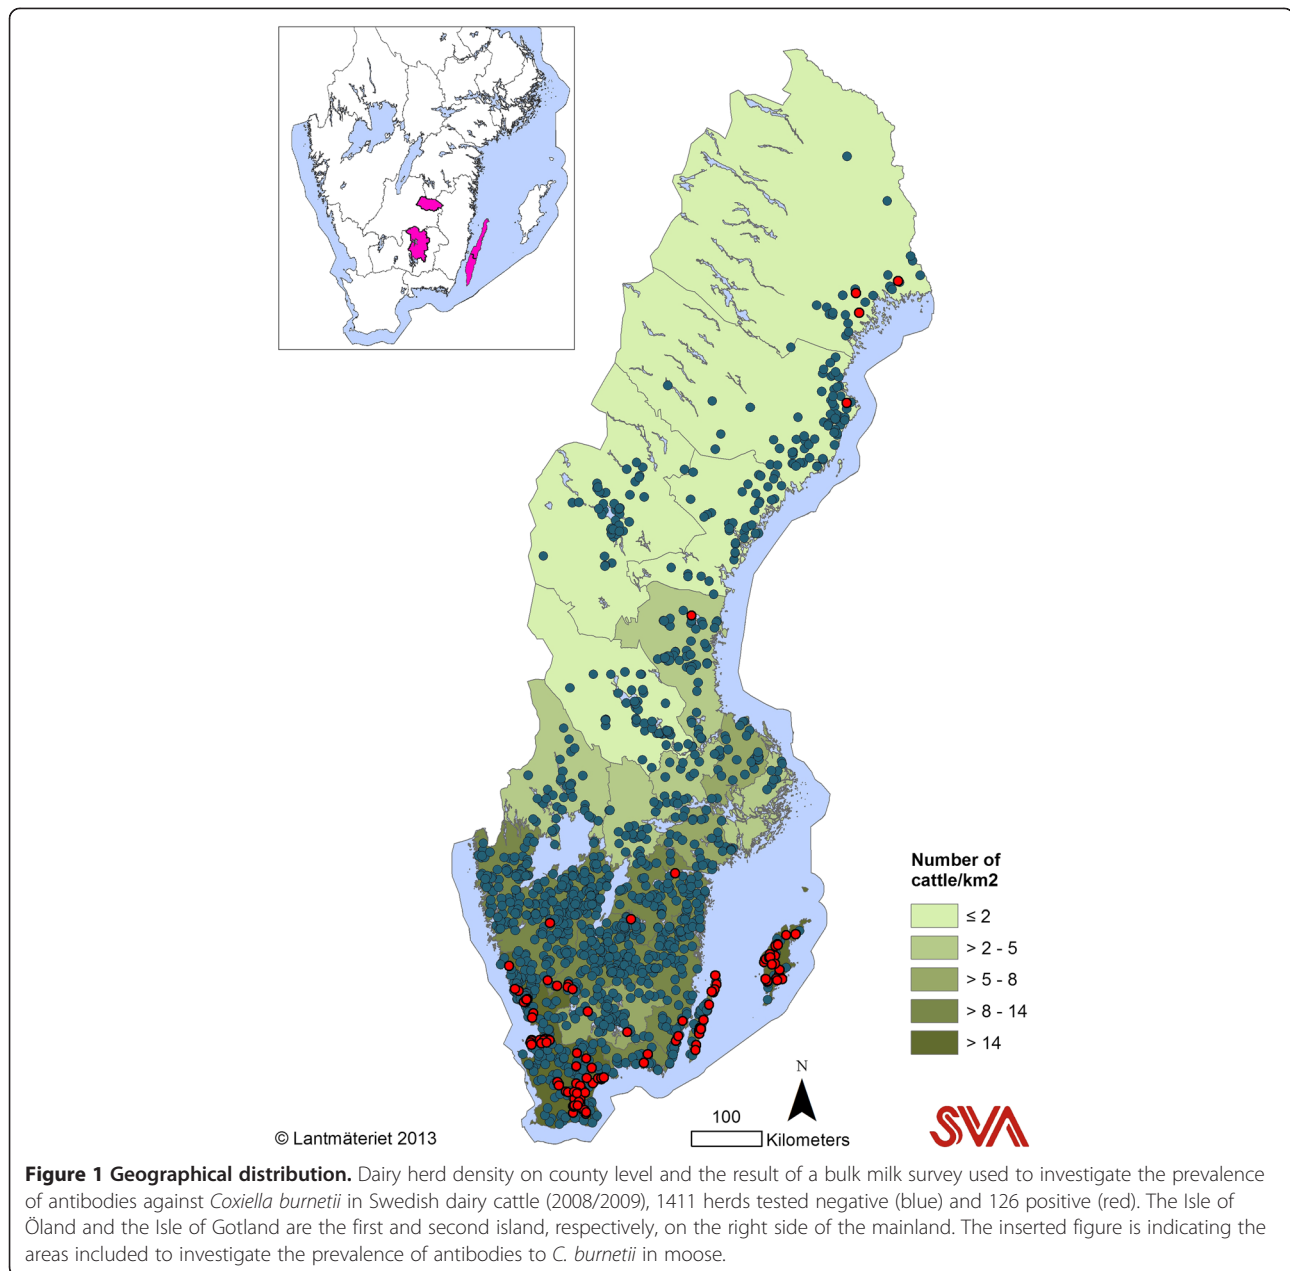 Number of
cattle/km2
≤ 2
> 2 - 5
> 5 - 8
> 8 - 14
> 14
N
100
Kilometers
© Lantmäteriet 2013
SVA
Figure 1 Geographical distribution. Dairy herd density on county level and the result of a bulk milk survey used to investigate the prevalence
of antibodies against Coxiella burnetii in Swedish dairy cattle (2008/2009), 1411 herds tested negative (blue) and 126 positive (red). The Isle of
Öland and the Isle of Gotland are the first and second island, respectively, on the right side of the mainland. The inserted figure is indicating the
areas included to investigate the prevalence of antibodies to C. burnetii in moose.